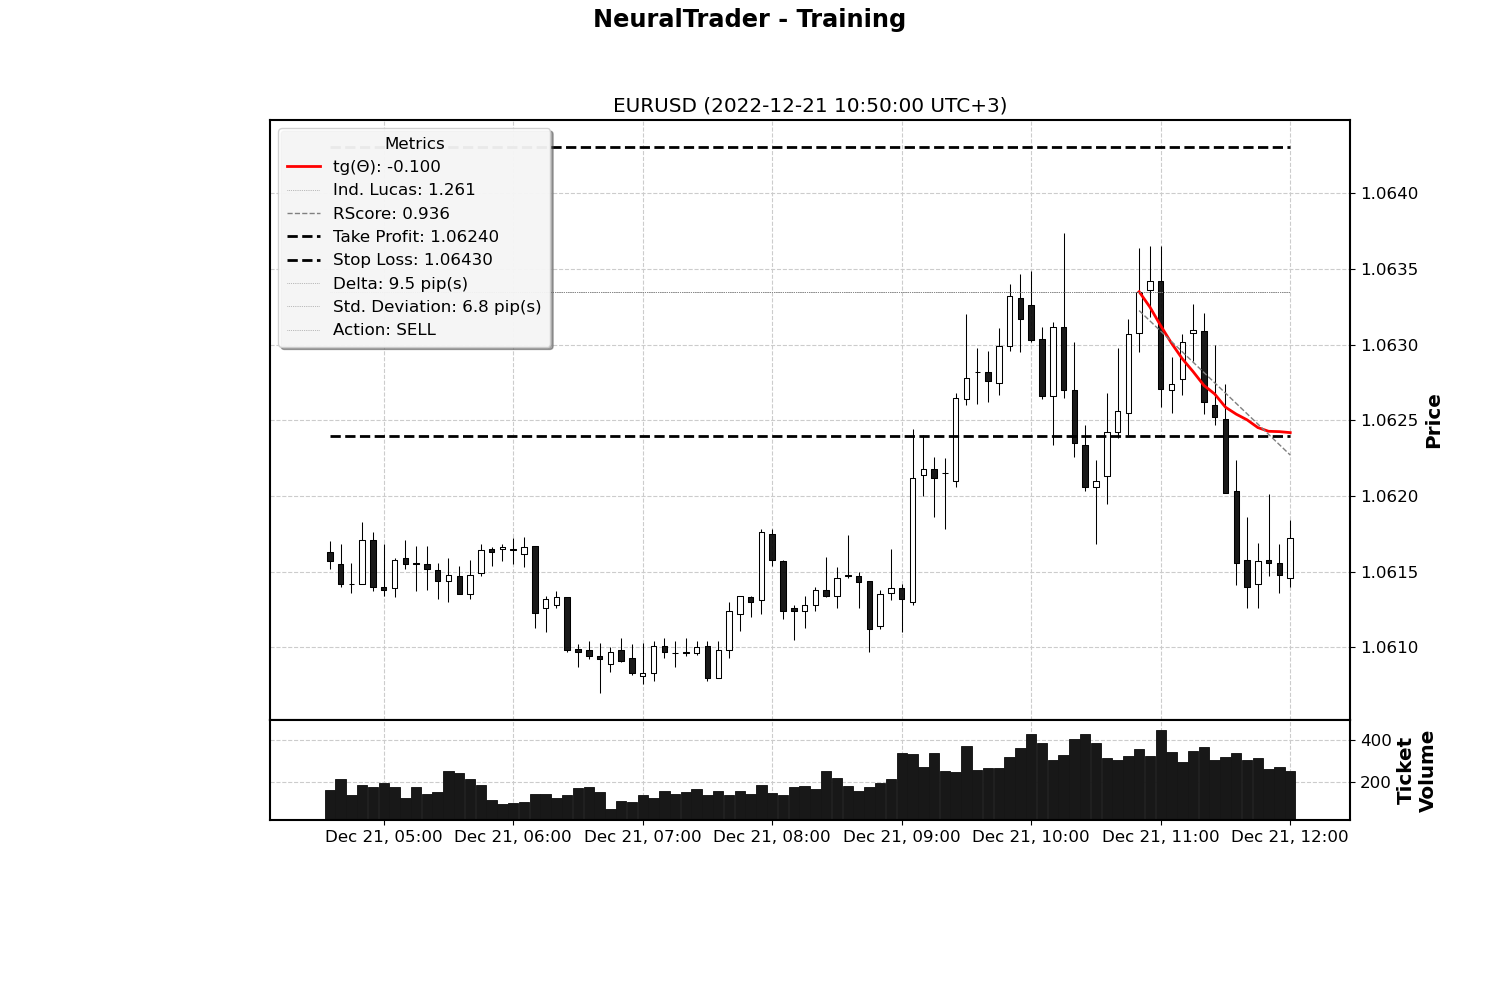 NeuralTrader - Training
EURUSD (2022-12-21 10:50:00 UTC+3)
Metrics
tg(Θ): -0.100
Ind. Lucas: 1.261
RScore: 0.936
Take Profit: 1.06240
Stop Loss: 1.06430
Delta: 9.5 pip(s)
Std. Deviation: 6.8 pip(s)
Action: SELL
1.0640
1.0635
1.0630
1.0625
1.0620
1.0615
1.0610
Price
400
200
Ticket
Volume
Dec 21, 05:00 Dec 21, 06:00 Dec 21, 07:00 Dec 21, 08:00 Dec 21, 09:00 Dec 21, 10:00 Dec 21, 11:00 Dec 21, 12:00